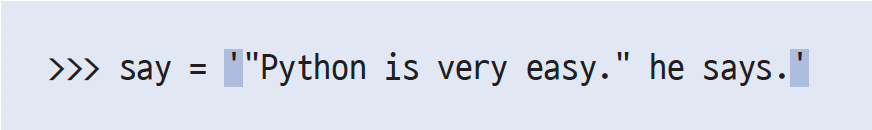 >>> say = '"Python is very easy." he says.'